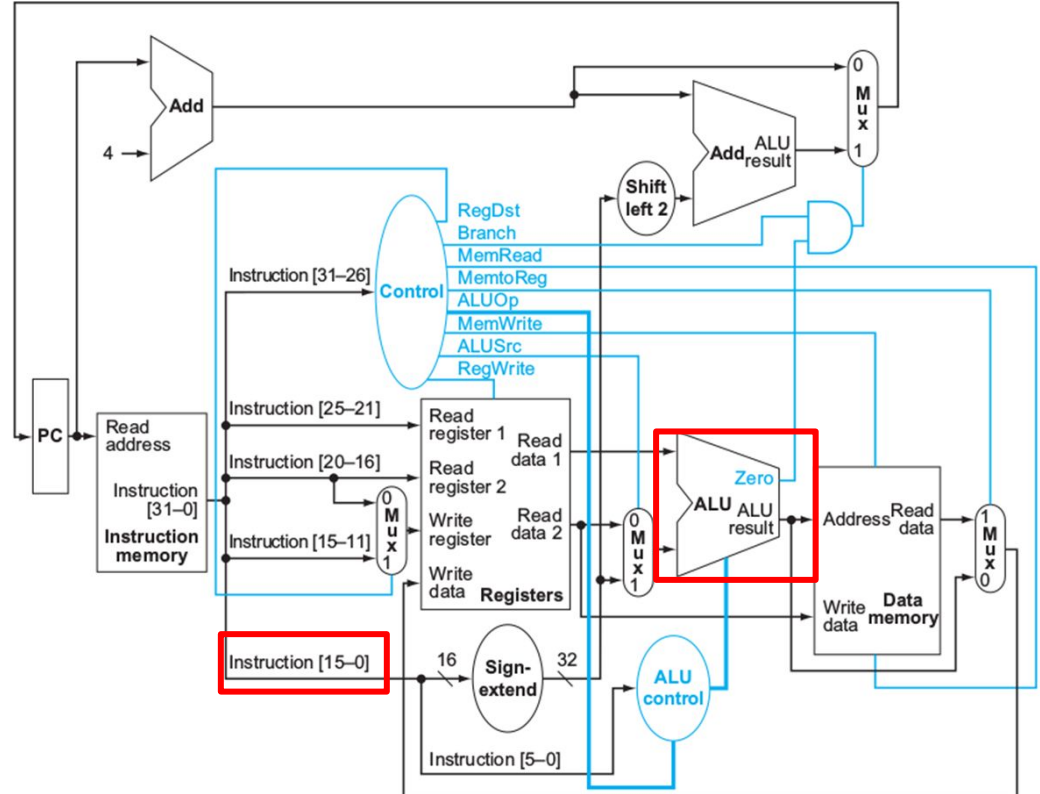 Add
4
0
Mux
1
Add
ALU
result
Shift
left 2
RegDst
Branch
MemRead
MemtoReg
ALUOp
MemWrite
ALUSrc
RegWrite
Control
Instruction [31–26]
PC
Read
address
Instruction
[31–0]
Instruction
memory
Instruction [25–21]
Instruction [20–16]
Instruction [15–11]
0
Mux
1
Read
register 1
Read
register 2
Write
register
Write
data
Read
data 1
Read
data 2
Registers
0
Mux
1
Zero
ALU
ALU
result
Address
Read
data
Write
data
Data
memory
1
Mux
0
Instruction [15–0]
16
Sign-
extend
32
ALU
control
Instruction [5–0]